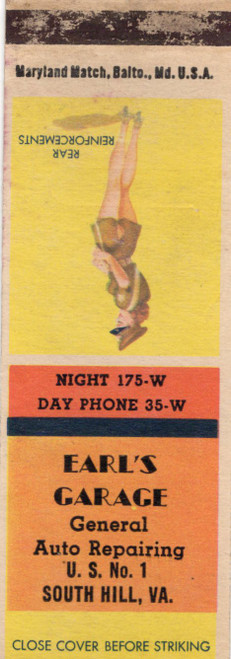 Maryland Match, Balto., Md. U.S.A.
REAR
REINFORCEMENTS
NIGHT 175-W
DAY PHONE 35-W
EARL'S
GARAGE
General
Auto Repairing
U. S. No. 1
SOUTH HILL, VA.
CLOSE COVER BEFORE STRIKING